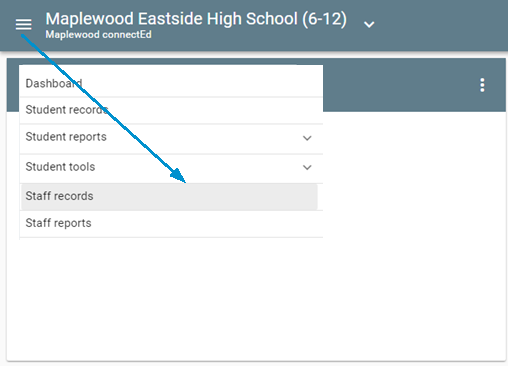 Maplewood Eastside High School (6-12)
Maplewood connectEd
Dashboard
Student records
Student reports
Student tools
Staff records
Staff reports